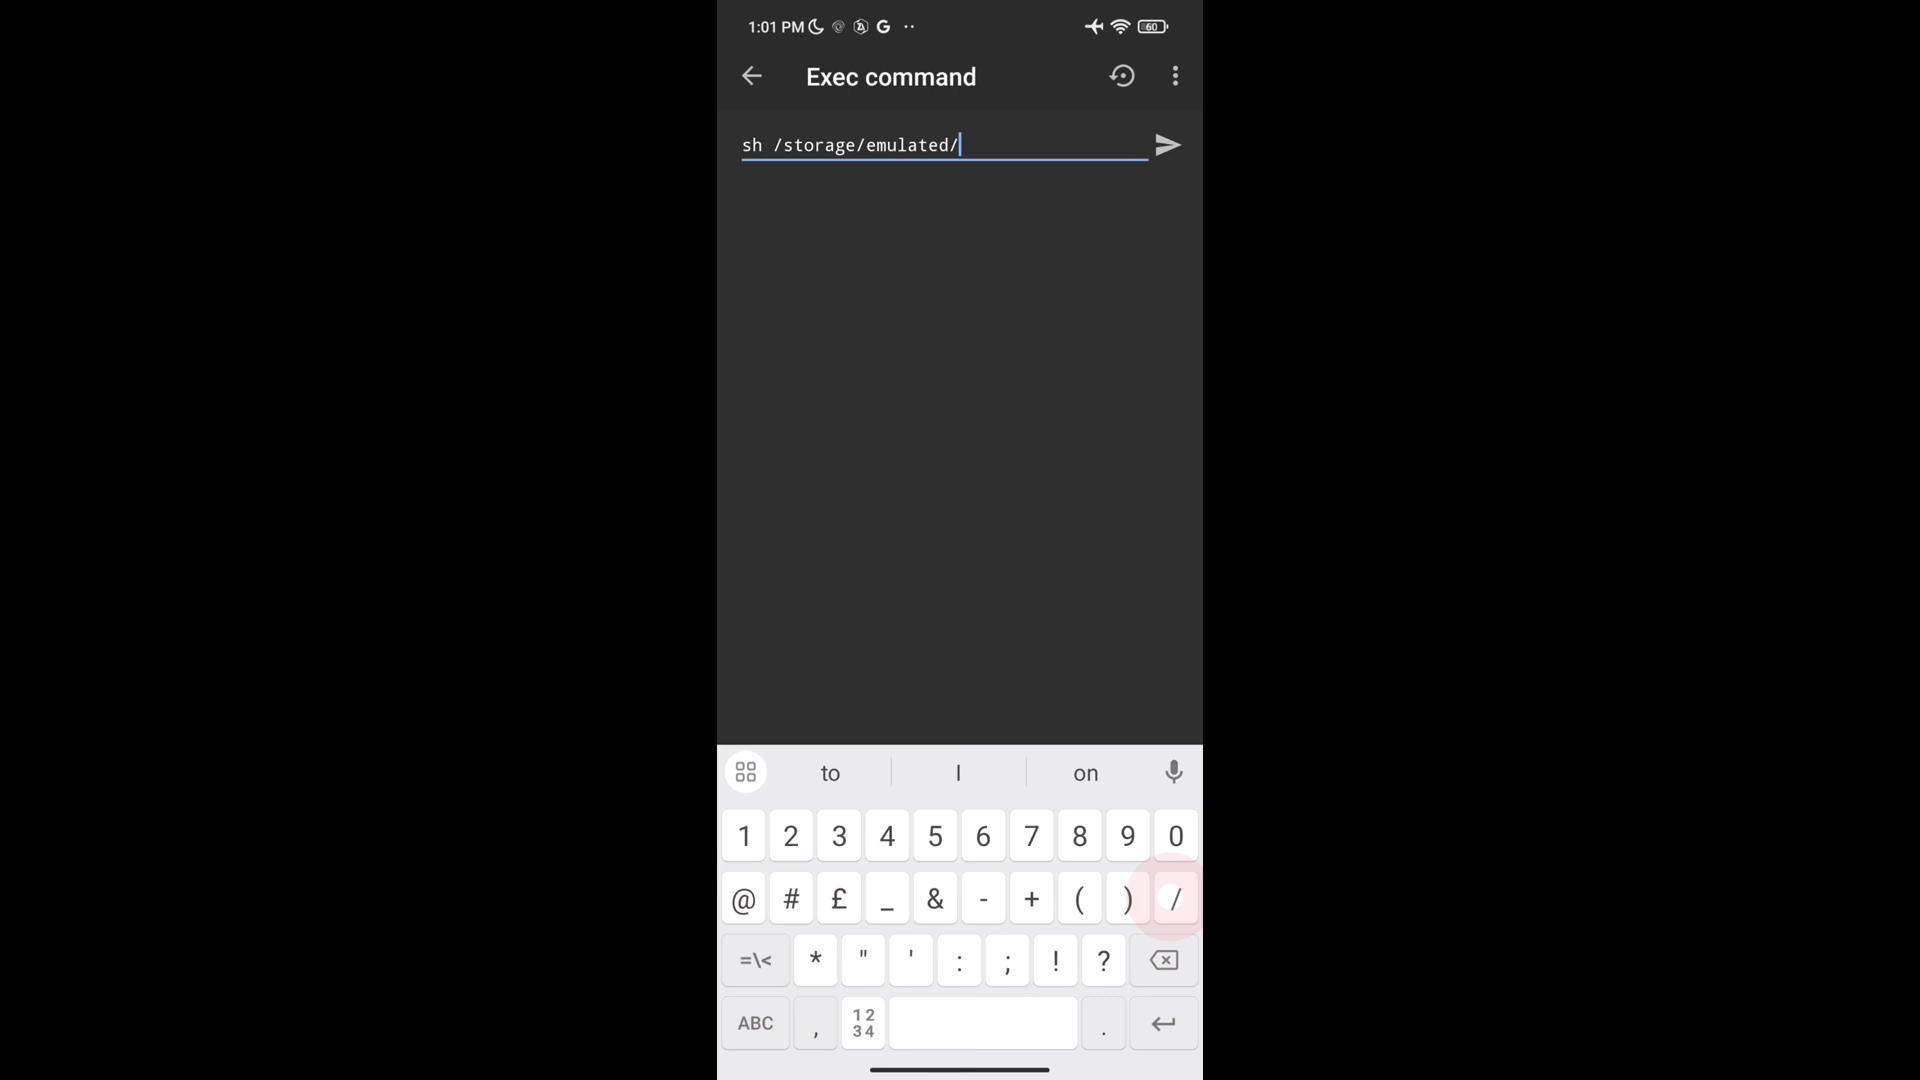 1:01 PM G 60
Exec command
sh /storage/emulated/
to I on
1 2 3 4 5 6 7 8 9 0
@ # £ _ & - + ( ) /
=\< * " ' : ; ! ?
ABC , 12 34 .